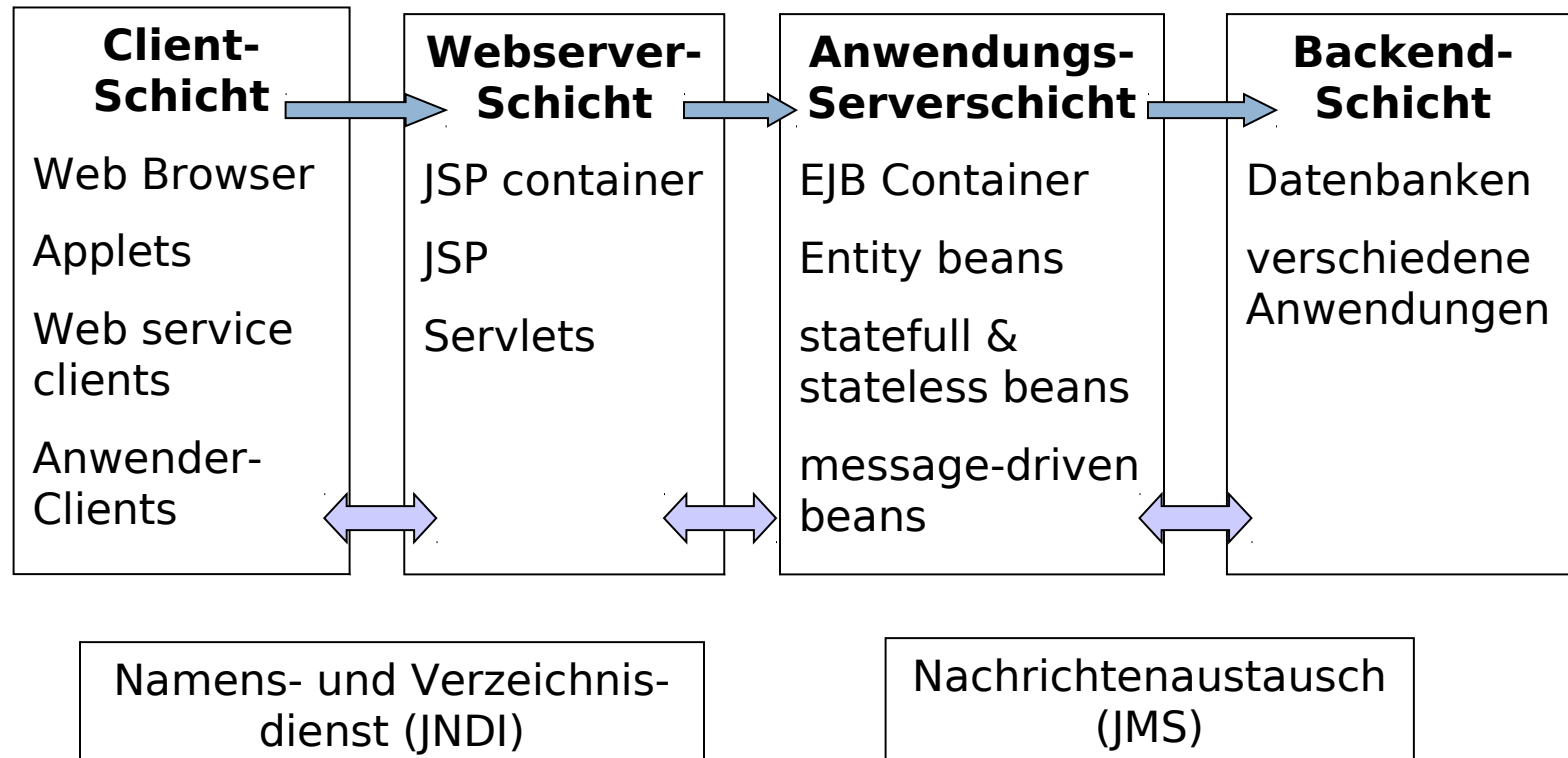 Client-
Schicht
Web Browser
Applets
Web service
clients
Anwender-
Clients
Webserver-
Schicht
JSP container
JSP
Servlets
Anwendungs-
Serverschicht
EJB Container
Entity beans
statefull &
stateless beans
message-driven
beans
Backend-
Schicht
Datenbanken
verschiedene
Anwendungen
Namens- und Verzeichnis-
dienst (JNDI)
Nachrichtenaustausch
(JMS)